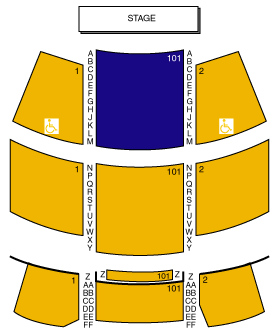 STAGE
A 101 A
B B
C 1 C 2
D D
E E
F F
G G
H H
J J
K K
L L
M M
N N
P 1 101 P 2
Q Q
R R
S S
T T
U U
V V
W W
X X
Y Y
Z 1 Z 101 Z Z 2
AA 101 AA
BB BB
CC CC
DD DD
EE EE
FF FF